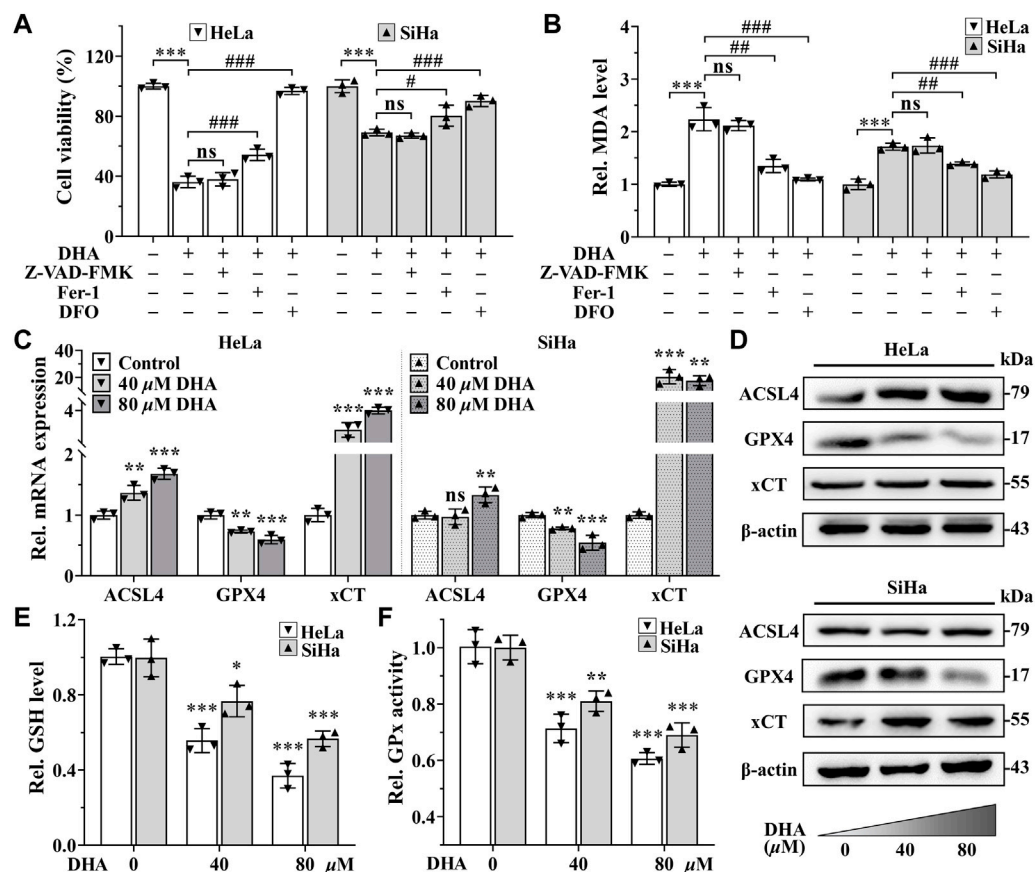 A
HeLa
SiHa
Cell viability (%)
120
80
40
0
*** ### ### ns
*** ### # ns
DHA – + + + + – + + + +
Z-VAD-FMK – – + – – – – + – –
Fer-1 – – – + – – – – + –
DFO – – – – + – – – – +
B
HeLa
SiHa
Rel. MDA level
4
3
2
1
0
*** ### ## ns
*** ### ## ns
DHA – + + + + – + + + +
Z-VAD-FMK – – + – – – – + – –
Fer-1 – – – + – – – – + –
DFO – – – – + – – – – +
C
HeLa
SiHa
Control
40 µM DHA
80 µM DHA
Control
40 µM DHA
80 µM DHA
Rel. mRNA expression
40
20
4
2
1
0
** *** ** *** *** ***
ns ** ** *** *** **
ACSL4 GPX4 xCT ACSL4 GPX4 xCT
D
HeLa
kDa
ACSL4 -79
GPX4 -17
xCT -55
β-actin -43
SiHa
kDa
ACSL4 -79
GPX4 -17
xCT -55
β-actin -43
DHA
(µM) 0 40 80
E
HeLa
SiHa
Rel. GSH level
1.2
0.8
0.4
0.0
*** * *** ***
DHA 0 40 80 µM
F
HeLa
SiHa
Rel. GPx activity
1.0
0.8
0.6
0.4
*** ** *** ***
DHA 0 40 80 µM